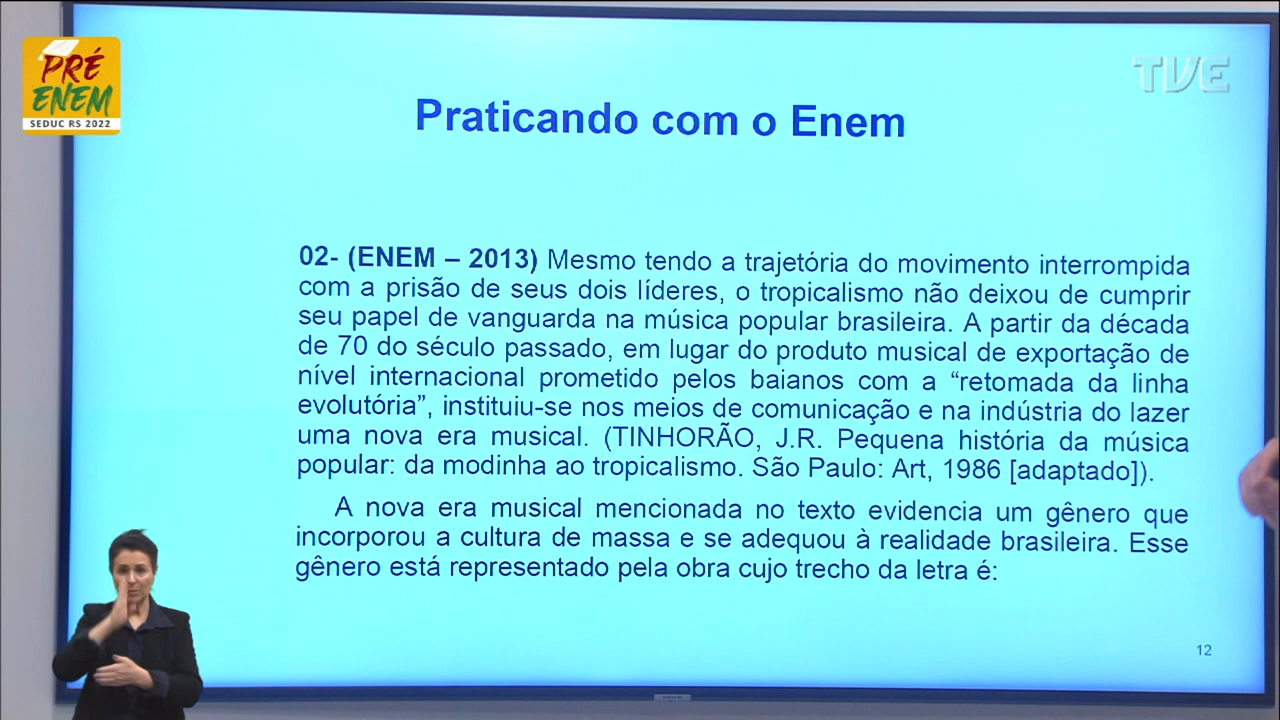 PRÉ
ENEM
SEDUC RS 2022
TVE
Praticando com o Enem
02- (ENEM – 2013) Mesmo tendo a trajetória do movimento interrompida
com a prisão de seus dois líderes, o tropicalismo não deixou de cumprir
seu papel de vanguarda na música popular brasileira. A partir da década
de 70 do século passado, em lugar do produto musical de exportação de
nível internacional prometido pelos baianos com a “retomada da linha
evolutória”, instituiu-se nos meios de comunicação e na indústria do lazer
uma nova era musical. (TINHORÃO, J.R. Pequena história da música
popular: da modinha ao tropicalismo. São Paulo: Art, 1986 [adaptado]).
A nova era musical mencionada no texto evidencia um gênero que
incorporou a cultura de massa e se adequou à realidade brasileira. Esse
gênero está representado pela obra cujo trecho da letra é:
12